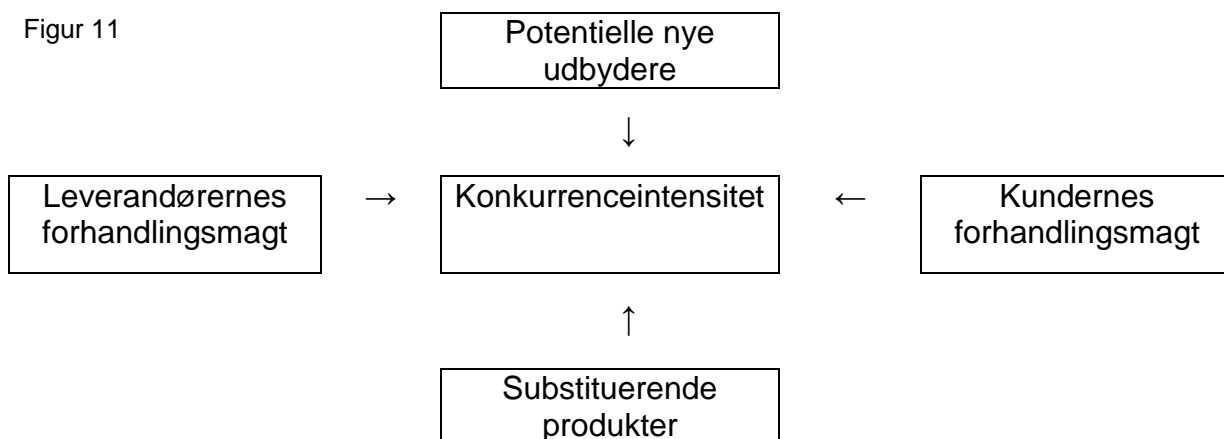 Figur 11
Potentielle nye
udbydere
↓
Leverandørernes
forhandlingsmagt
→
Konkurrenceintensitet
←
Kundernes
forhandlingsmagt
↑
Substituerende
produkter